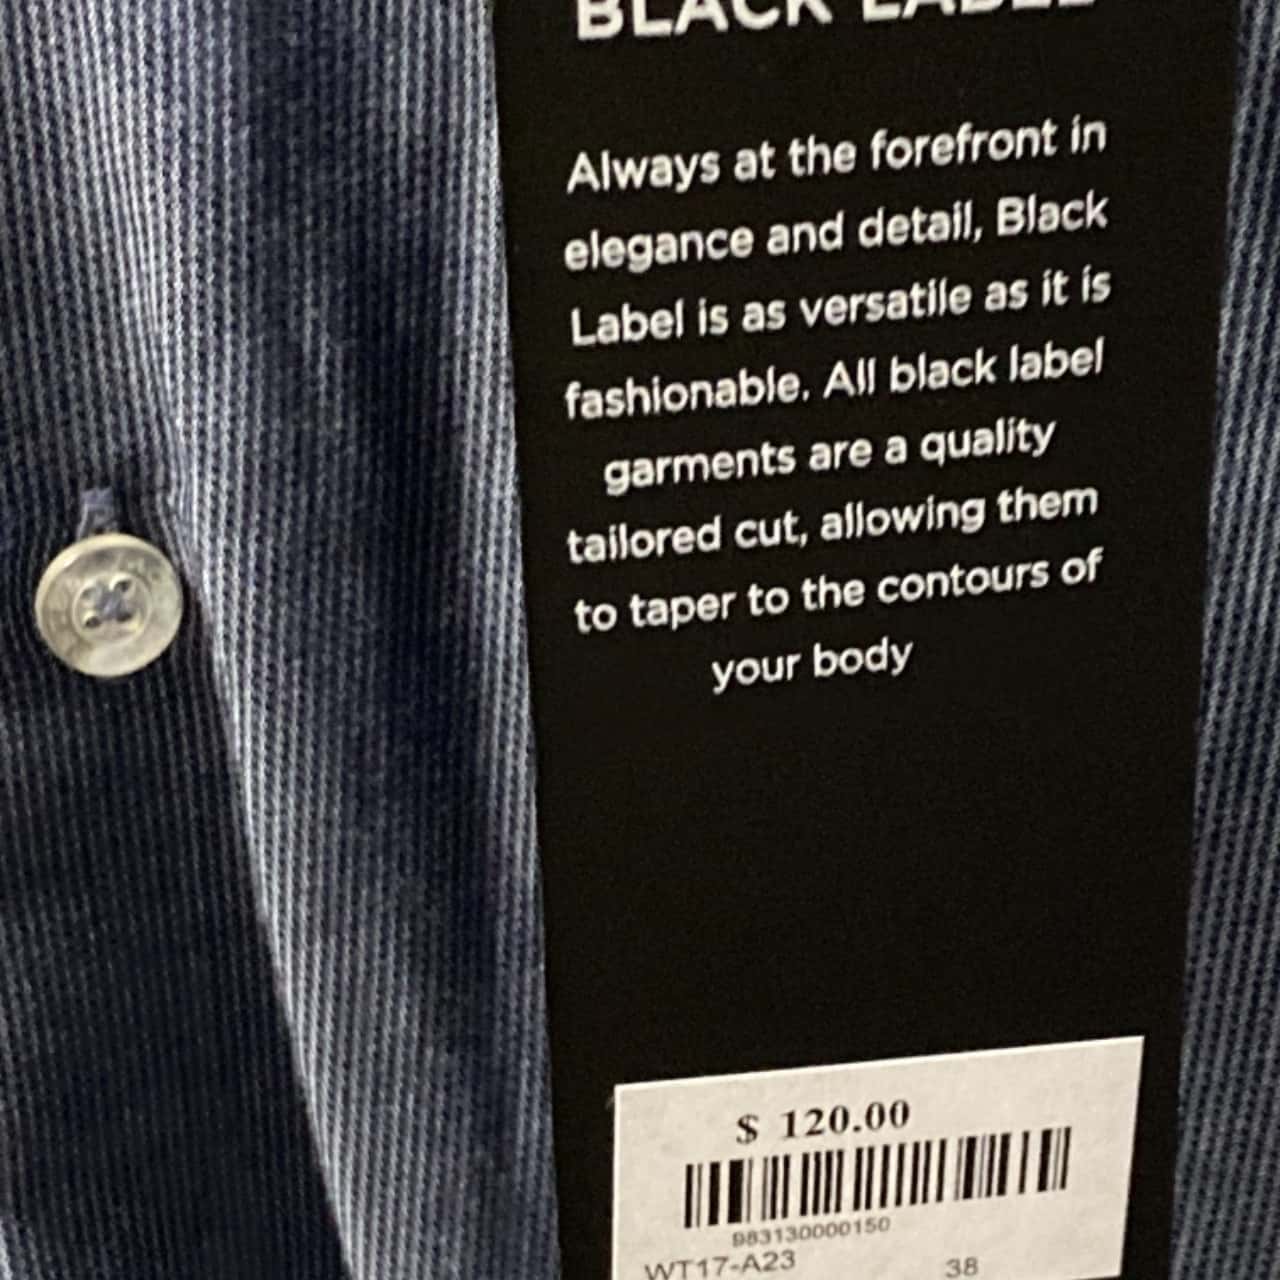 BLACK LABEL
Always at the forefront in
elegance and detail, Black
Label is as versatile as it is
fashionable. All black label
garments are a quality
tailored cut, allowing them
to taper to the contours of
your body
$ 120.00
983130000150
WT17-A23 38